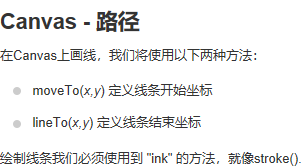 Canvas - 路径
在Canvas上画线，我们将使用以下两种方法：
moveTo(x,y) 定义线条开始坐标
lineTo(x,y) 定义线条结束坐标
绘制线条我们必须使用到 "ink" 的方法，就像stroke().